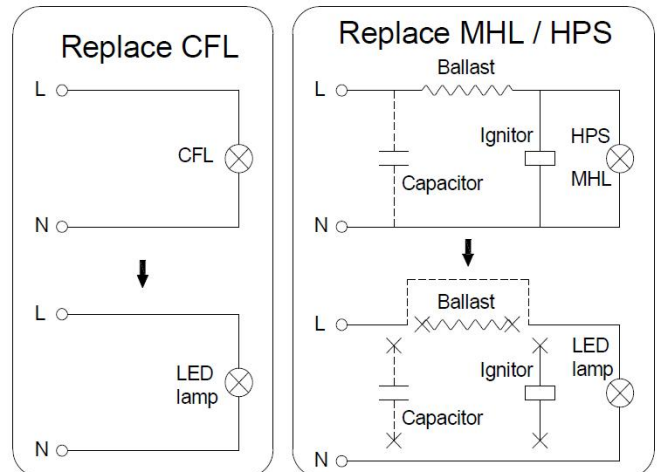 Replace CFL
L
CFL
N
L
LED
lamp
N
Replace MHL / HPS
Ballast
L
Ignitor
HPS
MHL
Capacitor
N
Ballast
L
Ignitor
LED
lamp
Capacitor
N